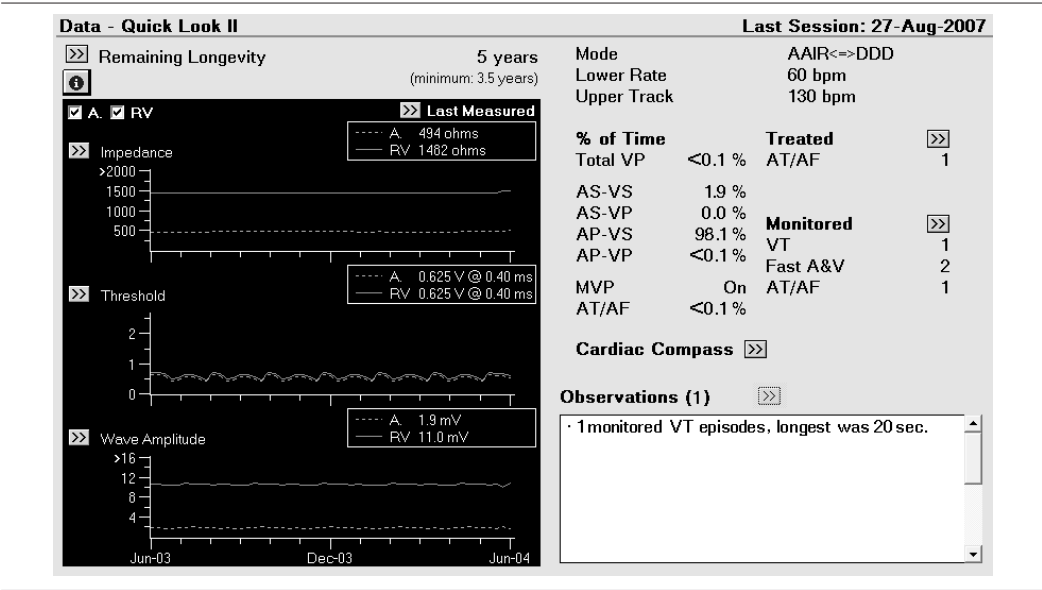 Data - Quick Look II
Last Session: 27-Aug-2007
>> Remaining Longevity 5 years
(minimum: 3.5 years)
A. RV >> Last Measured
A. 494 ohms
RV 1482 ohms
>> Impedance
>2000
1500
1000
500
A. 0.625 V @ 0.40 ms
RV 0.625 V @ 0.40 ms
>> Threshold
2
1
0
A. 1.9 mV
RV 11.0 mV
>> Wave Amplitude
>16
12
8
4
Jun-03 Dec-03 Jun-04
Mode AAIR<=>DDD
Lower Rate 60 bpm
Upper Track 130 bpm
% of Time
Total VP <0.1 %
AS-VS 1.9 %
AS-VP 0.0 %
AP-VS 98.1 %
AP-VP <0.1 %
MVP On
AT/AF <0.1 %
Treated >>
AT/AF 1
Monitored >>
VT 1
Fast A&V 2
AT/AF 1
Cardiac Compass >>
Observations (1) >>
· 1 monitored VT episodes, longest was 20 sec.